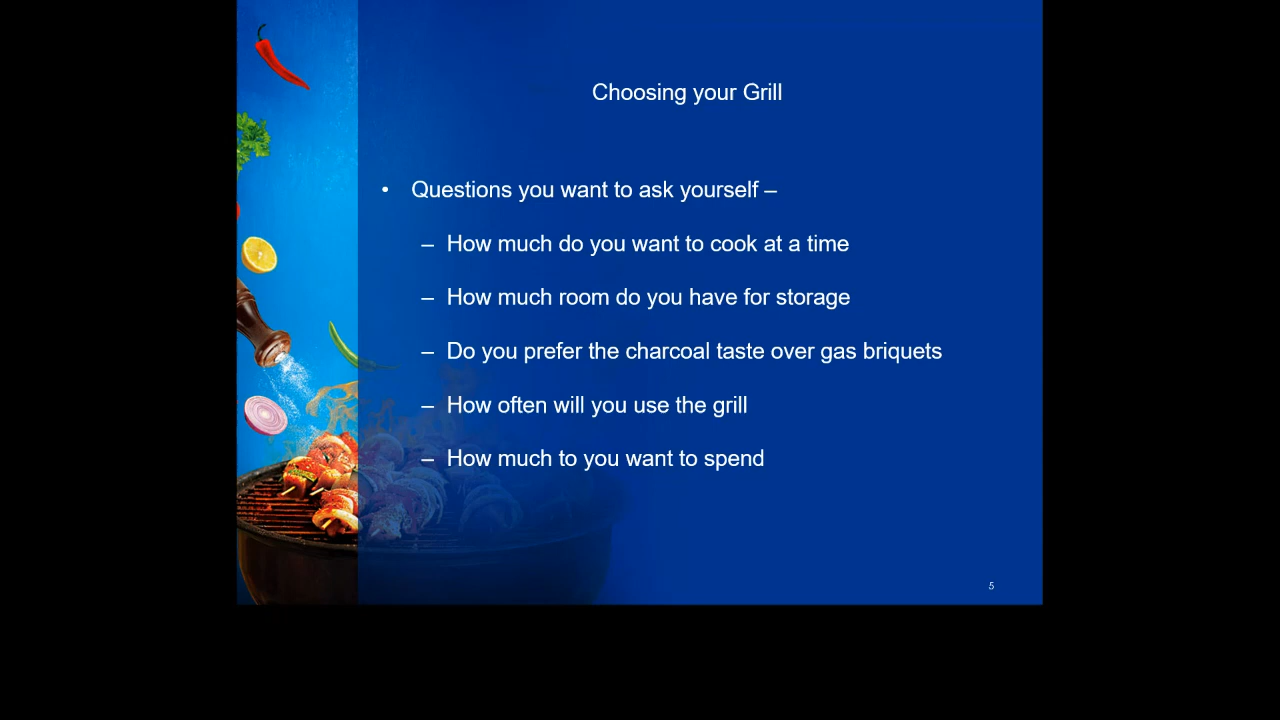 Choosing your Grill
• Questions you want to ask yourself –
– How much do you want to cook at a time
– How much room do you have for storage
– Do you prefer the charcoal taste over gas briquets
– How often will you use the grill
– How much to you want to spend
5